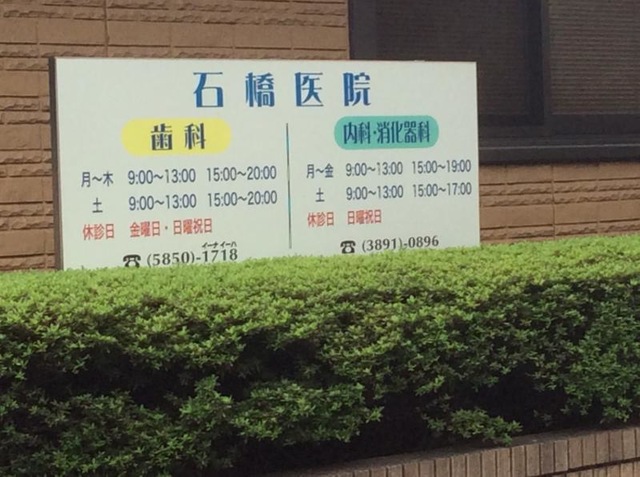 石橋医院
歯科
月～木 9:00～13:00 15:00～20:00
土 9:00～13:00 15:00～20:00
休診日 金曜日・日曜祝日
イーナ イーハ
☎ (5850)-1718
内科・消化器科
月～金 9:00～13:00 15:00～19:00
土 9:00～13:00 15:00～17:00
休診日 日曜祝日
☎ (3891)-0896